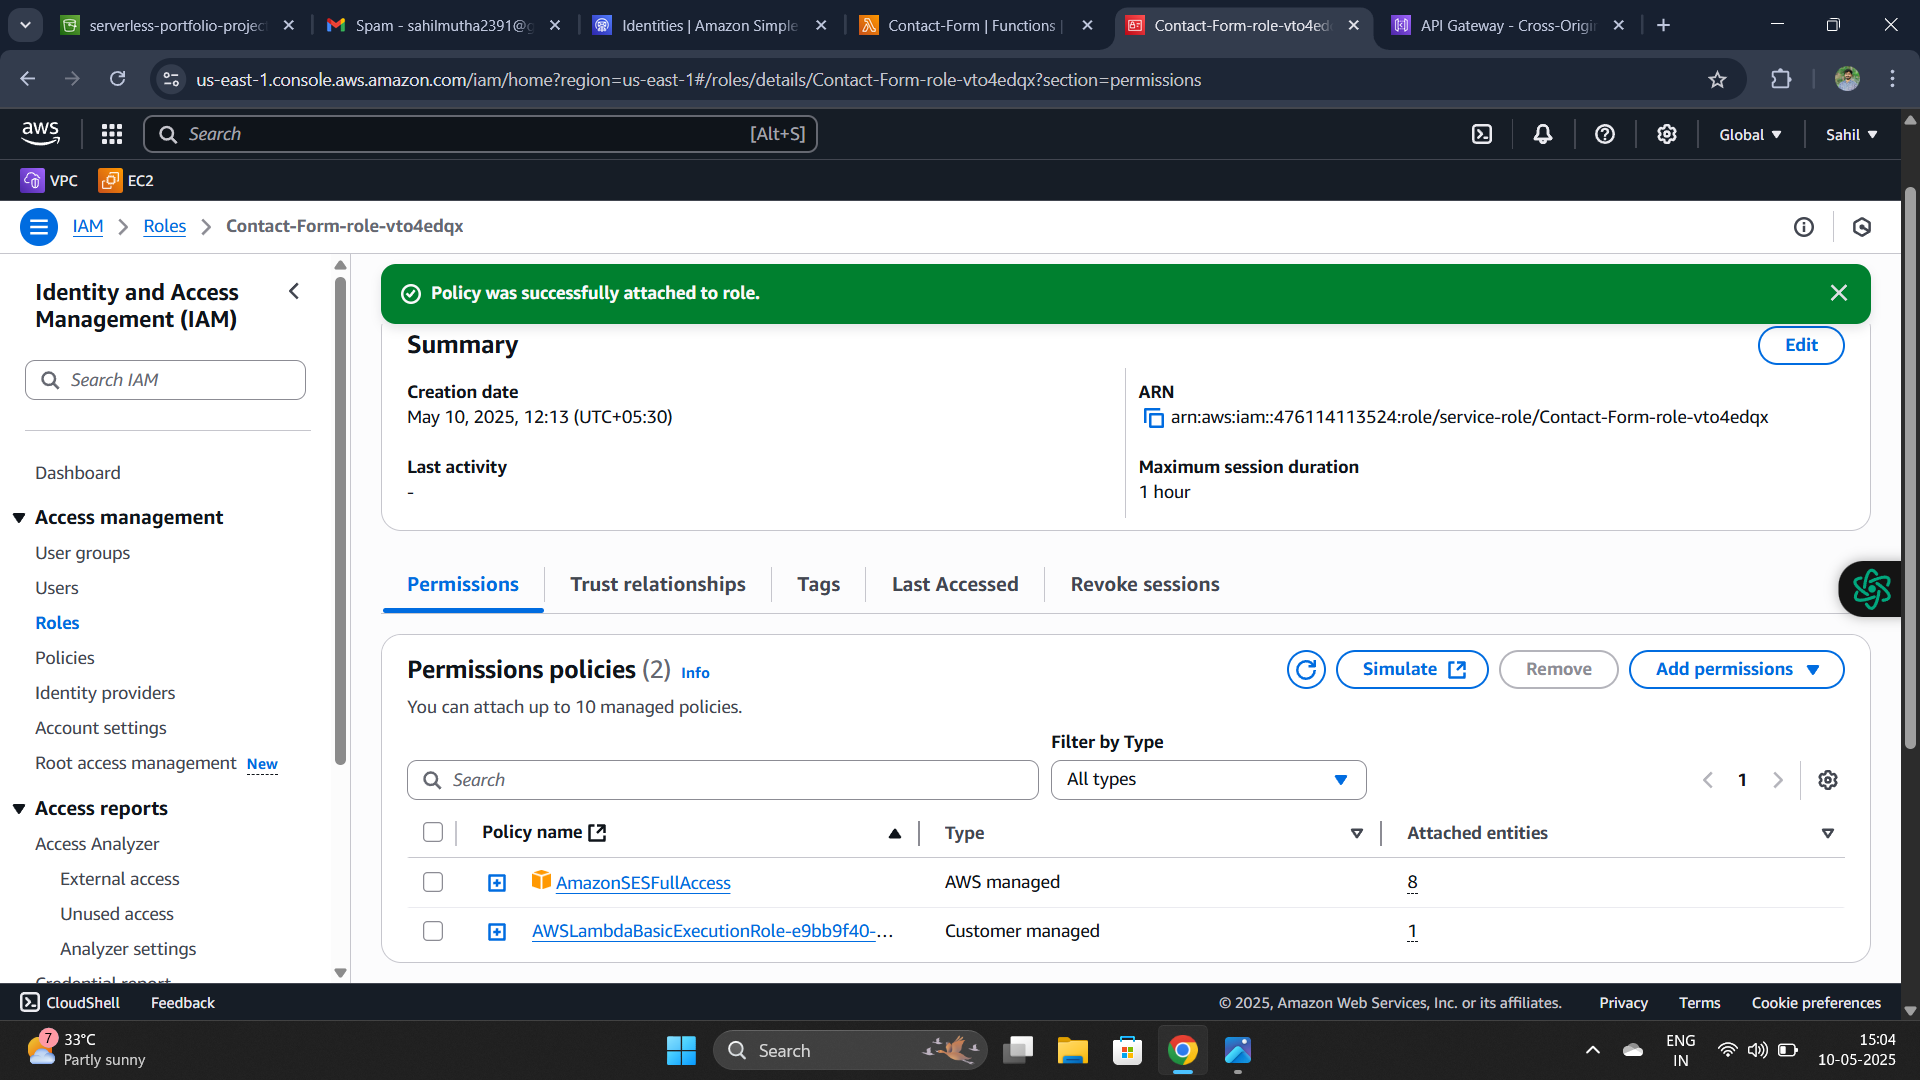 serverless-portfolio-project
Spam - sahilmutha2391@g
Identities | Amazon Simple
Contact-Form | Functions |
Contact-Form-role-vto4edq
API Gateway - Cross-Origin
us-east-1.console.aws.amazon.com/iam/home?region=us-east-1#/roles/details/Contact-Form-role-vto4edqx?section=permissions
aws
Search
[Alt+S]
Global
Sahil
VPC
EC2
IAM
Roles
Contact-Form-role-vto4edqx
Identity and Access
Management (IAM)
Search IAM
Dashboard
Access management
User groups
Users
Roles
Policies
Identity providers
Account settings
Root access management New
Access reports
Access Analyzer
External access
Unused access
Analyzer settings
Credential report
Policy was successfully attached to role.
Summary
Edit
Creation date
May 10, 2025, 12:13 (UTC+05:30)
ARN
arn:aws:iam::476114113524:role/service-role/Contact-Form-role-vto4edqx
Last activity
-
Maximum session duration
1 hour
Permissions
Trust relationships
Tags
Last Accessed
Revoke sessions
Permissions policies (2) Info
Simulate
Remove
Add permissions
You can attach up to 10 managed policies.
Filter by Type
Search
All types
1
Policy name
Type
Attached entities
AmazonSESFullAccess
AWS managed
8
AWSLambdaBasicExecutionRole-e9bb9f40-...
Customer managed
1
CloudShell
Feedback
© 2025, Amazon Web Services, Inc. or its affiliates.
Privacy
Terms
Cookie preferences
7
33°C
Partly sunny
Search
ENG
IN
15:04
10-05-2025